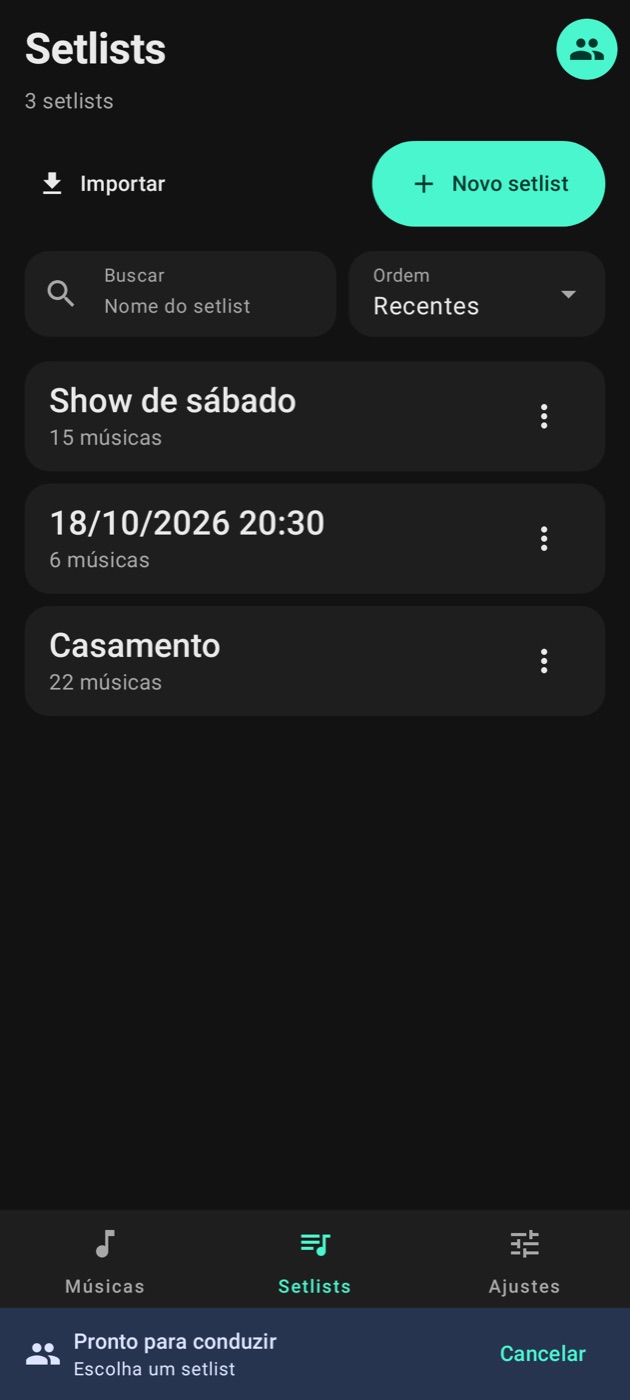 Setlists
3 setlists
Importar
Novo setlist
Buscar
Nome do setlist
Ordem
Recentes
Show de sábado
15 músicas
18/10/2026 20:30
6 músicas
Casamento
22 músicas
Músicas
Setlists
Ajustes
Pronto para conduzir
Escolha um setlist
Cancelar